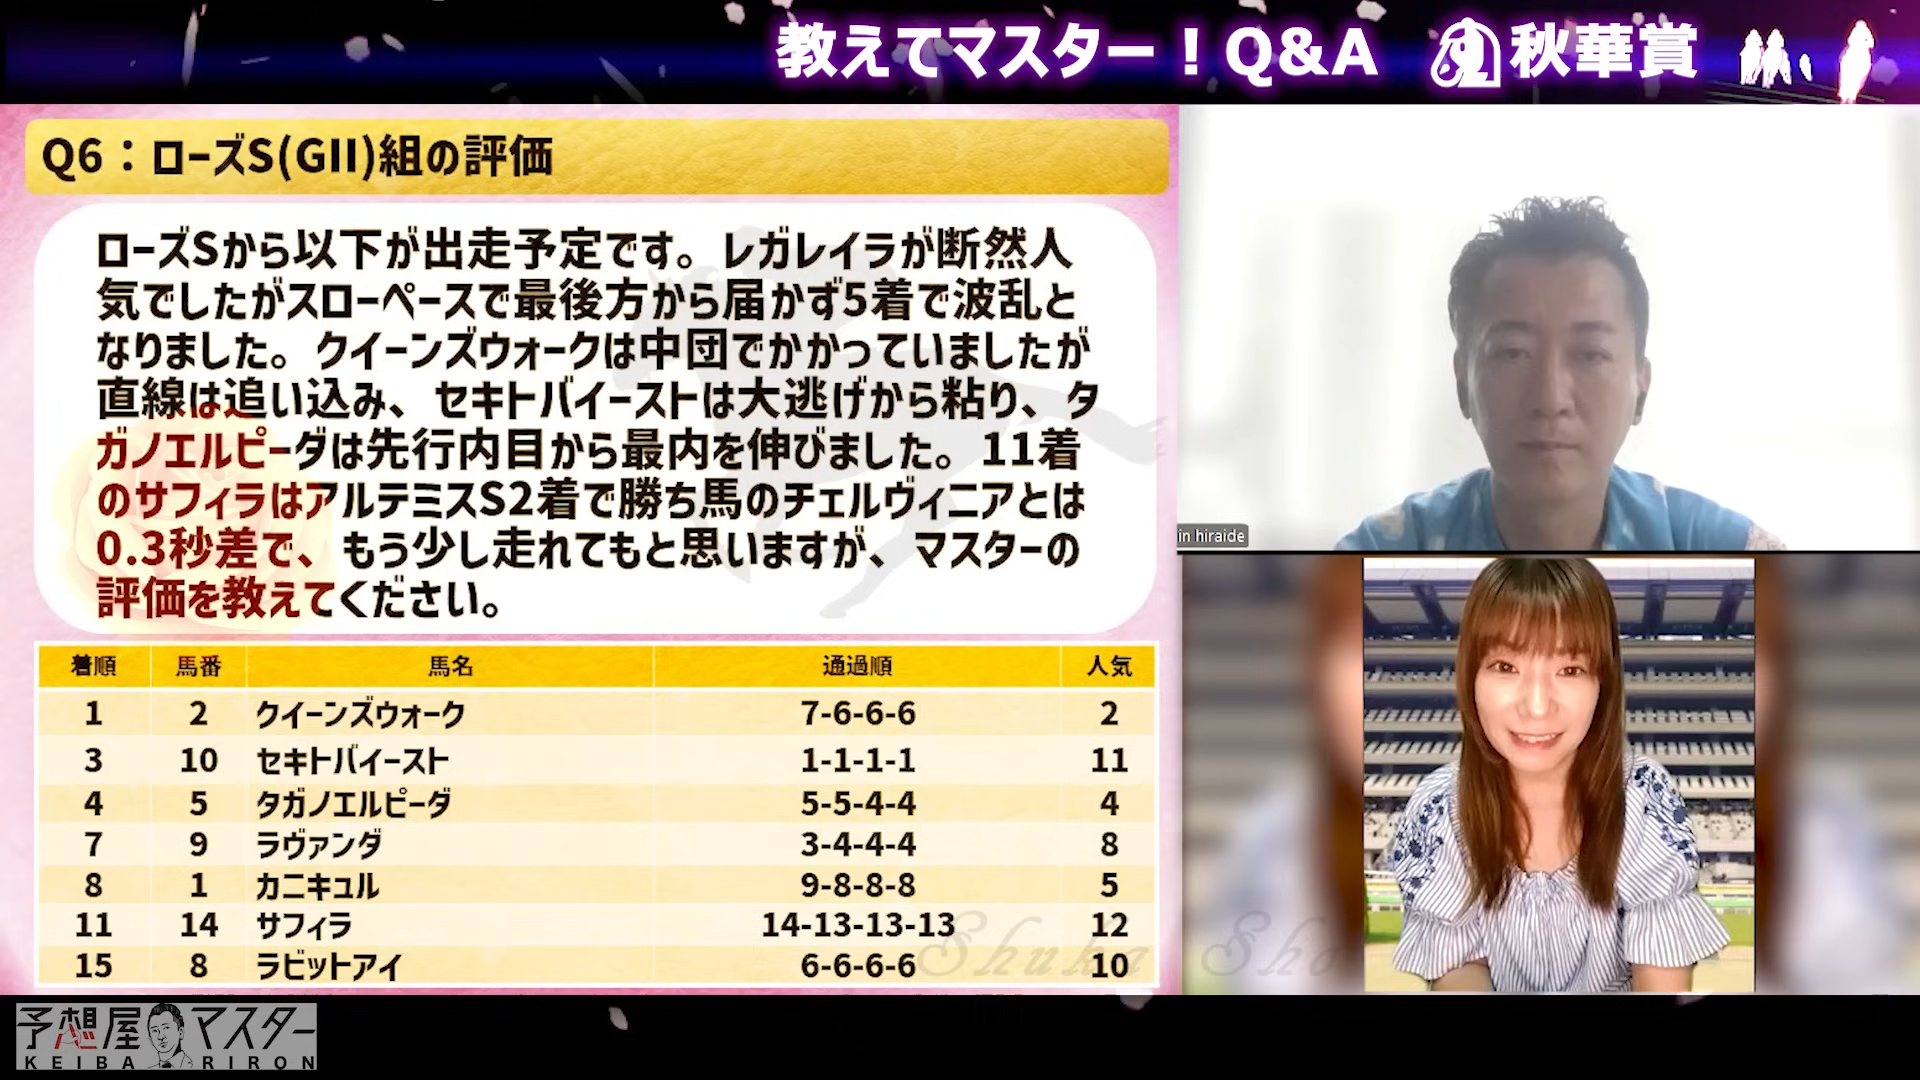 教えてマスター！Q&A 秋華賞
Q6：ローズS(GII)組の評価
ローズSから以下が出走予定です。レガレイラが断然人
気でしたがスローペースで最後方から届かず5着で波乱と
なりました。クイーンズウォークは中団でかかっていましたが
直線は追い込み、セキトバイーストは大逃げから粘り、タ
ガノエルピーダは先行内目から最内を伸びました。11着
のサフィラはアルテミスS2着で勝ち馬のチェルヴィニアとは
0.3秒差で、もう少し走れてもと思いますが、マスターの
評価を教えてください。
着順 馬番 馬名 通過順 人気
1 2 クイーンズウォーク 7-6-6-6 2
3 10 セキトバイースト 1-1-1-1 11
4 5 タガノエルピーダ 5-5-4-4 4
7 9 ラヴァンダ 3-4-4-4 8
8 1 カニキュル 9-8-8-8 5
11 14 サフィラ 14-13-13-13 12
15 8 ラビットアイ 6-6-6-6 10
Shuka Sho
in hiraide
予想屋マスター
KEIBA RIRON